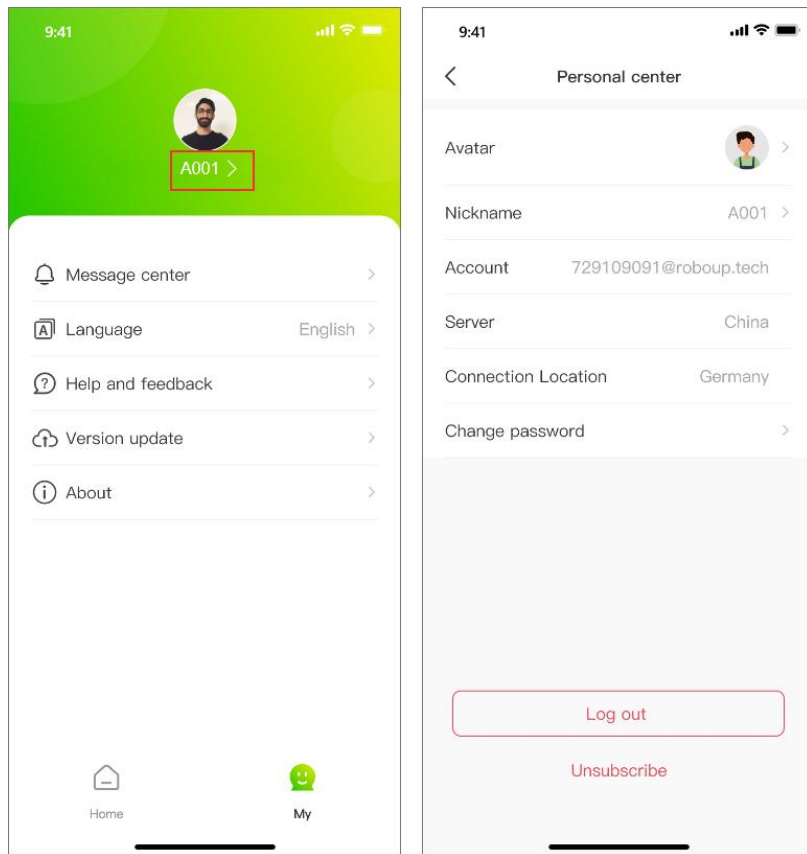 9:41
A001 >
Message center
Language English
Help and feedback
Version update
About
Home My
9:41
Personal center
Avatar
Nickname A001
Account 729109091@roboup.tech
Server China
Connection Location Germany
Change password
Log out
Unsubscribe